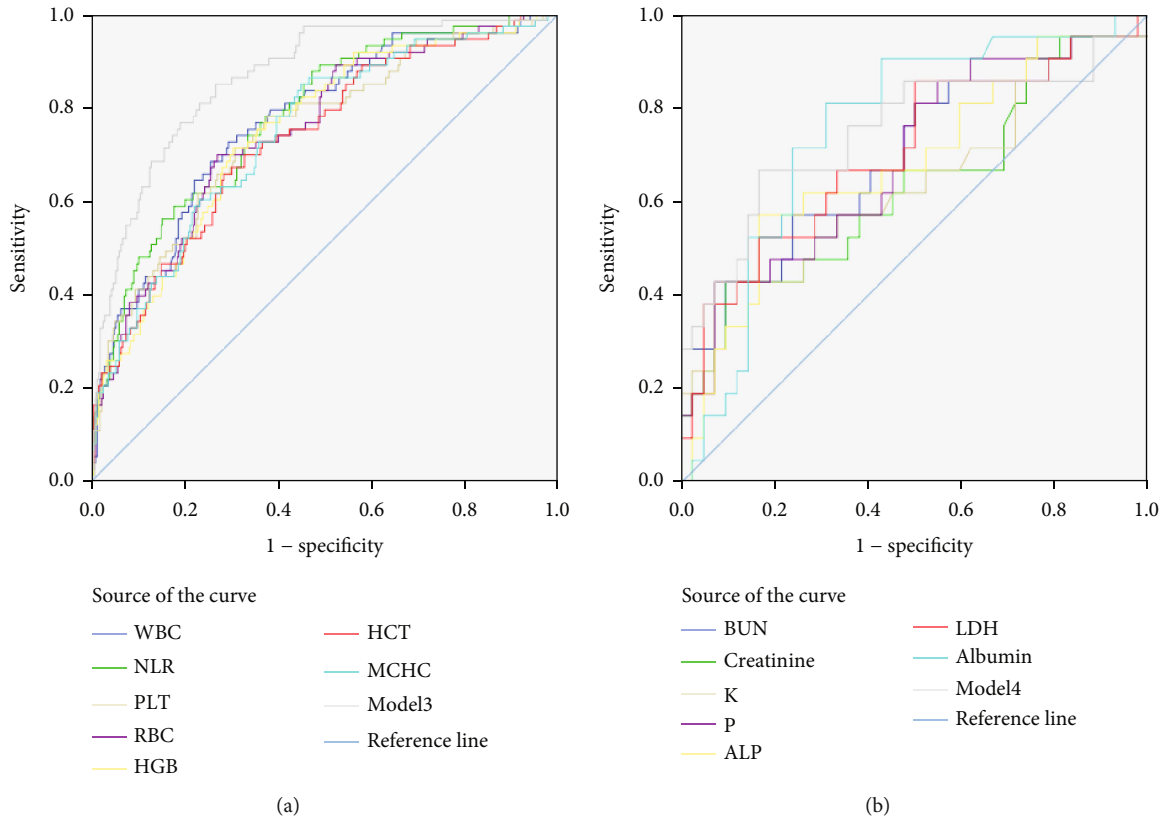 1.0
0.8
0.6
0.4
0.2
0.0
Sensitivity
0.0 0.2 0.4 0.6 0.8 1.0
1 − specificity
Source of the curve
WBC
NLR
PLT
RBC
HGB
HCT
MCHC
Model3
Reference line
(a)
1.0
0.8
0.6
0.4
0.2
0.0
Sensitivity
0.0 0.2 0.4 0.6 0.8 1.0
1 − specificity
Source of the curve
BUN
Creatinine
K
P
ALP
LDH
Albumin
Model4
Reference line
(b)